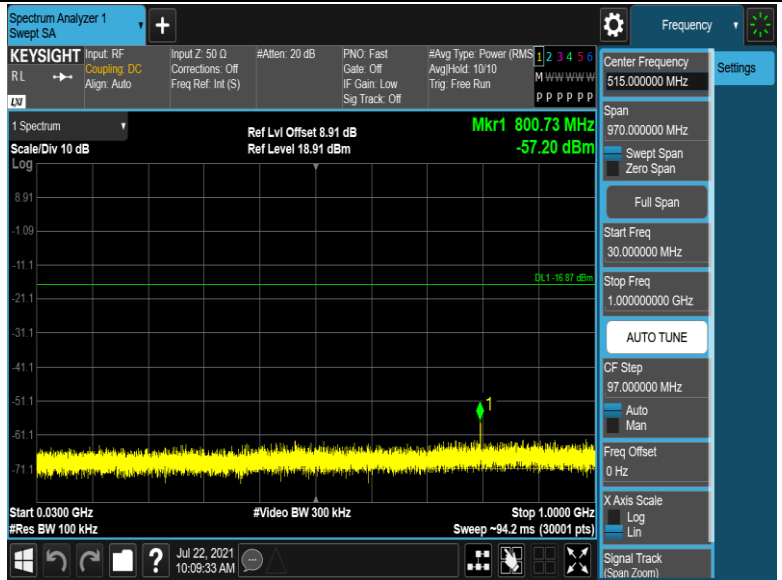 Spectrum Analyzer 1
Swept SA
+
Frequency
KEYSIGHT
RL
LXI
Input: RF
Coupling: DC
Align: Auto
Input Z: 50 Ω
Corrections: Off
Freq Ref: Int (S)
#Atten: 20 dB
PNO: Fast
Gate: Off
IF Gain: Low
Sig Track: Off
#Avg Type: Power (RMS
Avg|Hold: 10/10
Trig: Free Run
1 2 3 4 5 6
M W W W W W
P P P P P P
1 Spectrum
Scale/Div 10 dB
Log
Ref Lvl Offset 8.91 dB
Ref Level 18.91 dBm
Mkr1 800.73 MHz
-57.20 dBm
8.91
-1.09
-11.1
DL1 -16.87 dBm
-21.1
-31.1
-41.1
-51.1
1
-61.1
-71.1
Start 0.0300 GHz
#Res BW 100 kHz
#Video BW 300 kHz
Stop 1.0000 GHz
Sweep ~94.2 ms (30001 pts)
?
Jul 22, 2021
10:09:33 AM
Center Frequency
515.000000 MHz
Settings
Span
970.000000 MHz
Swept Span
Zero Span
Full Span
Start Freq
30.000000 MHz
Stop Freq
1.000000000 GHz
AUTO TUNE
CF Step
97.000000 MHz
Auto
Man
Freq Offset
0 Hz
X Axis Scale
Log
Lin
Signal Track
(Span Zoom)